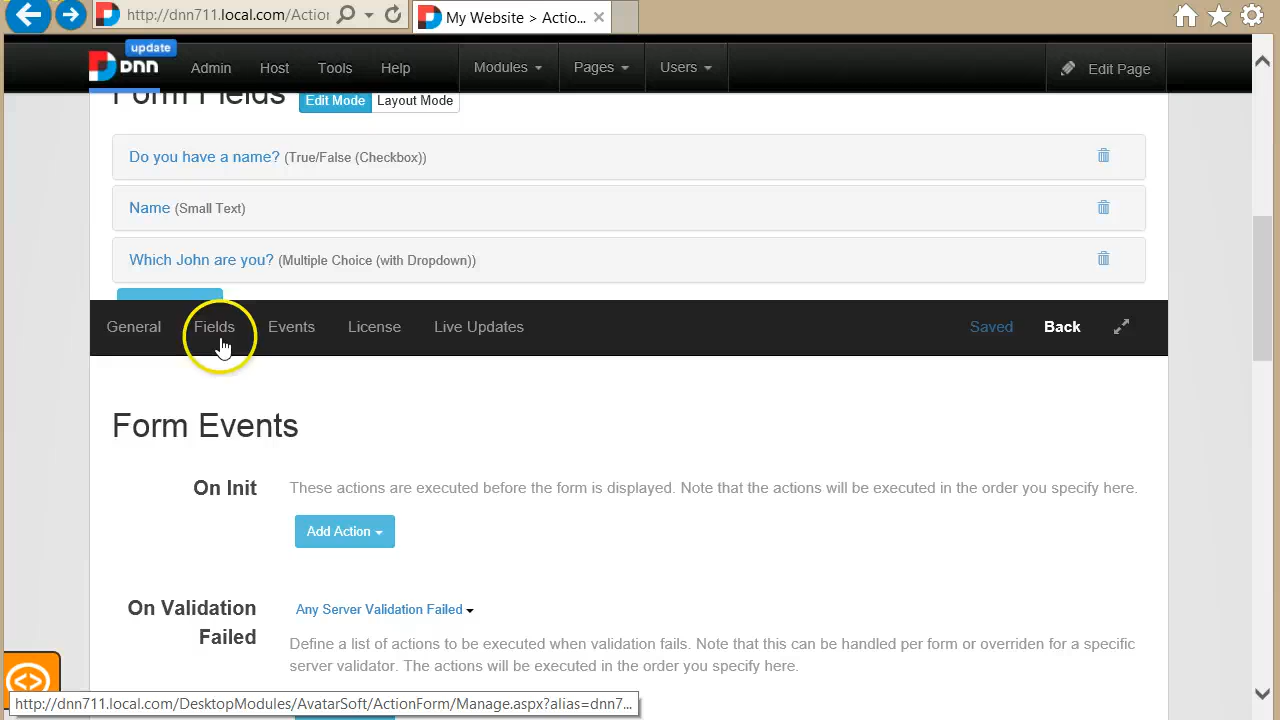 http://dnn711.local.com/Action
My Website > Actio...
update
DNN
Admin
Host
Tools
Help
Modules
Pages
Users
Edit Page
Form Fields
Edit Mode
Layout Mode
Do you have a name? (True/False (Checkbox))
Name (Small Text)
Which John are you? (Multiple Choice (with Dropdown))
General
Fields
Events
License
Live Updates
Saved
Back
Form Events
On Init
These actions are executed before the form is displayed. Note that the actions will be executed in the order you specify here.
Add Action
On Validation
Failed
Any Server Validation Failed
Define a list of actions to be executed when validation fails. Note that this can be handled per form or overriden for a specific
server validator. The actions will be executed in the order you specify here.
http://dnn711.local.com/DesktopModules/AvatarSoft/ActionForm/Manage.aspx?alias=dnn7...